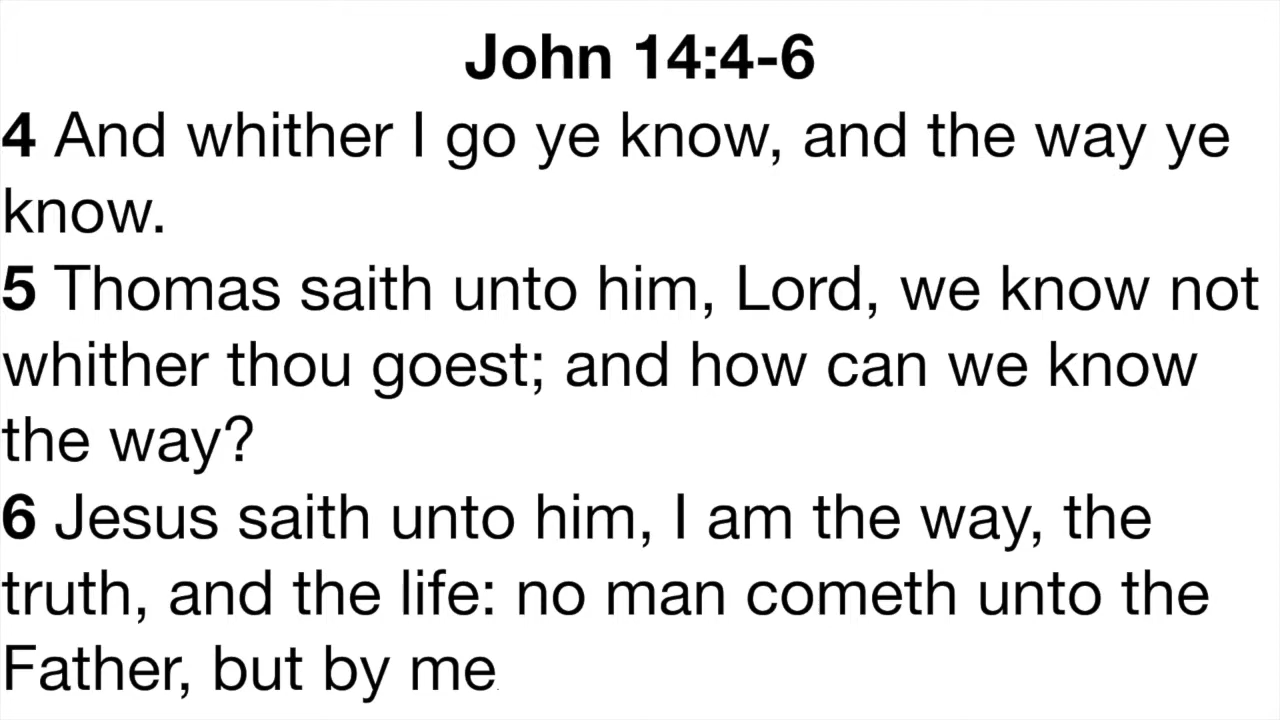 John 14:4-6
4 And whither I go ye know, and the way ye
know.
5 Thomas saith unto him, Lord, we know not
whither thou goest; and how can we know
the way?
6 Jesus saith unto him, I am the way, the
truth, and the life: no man cometh unto the
Father, but by me.